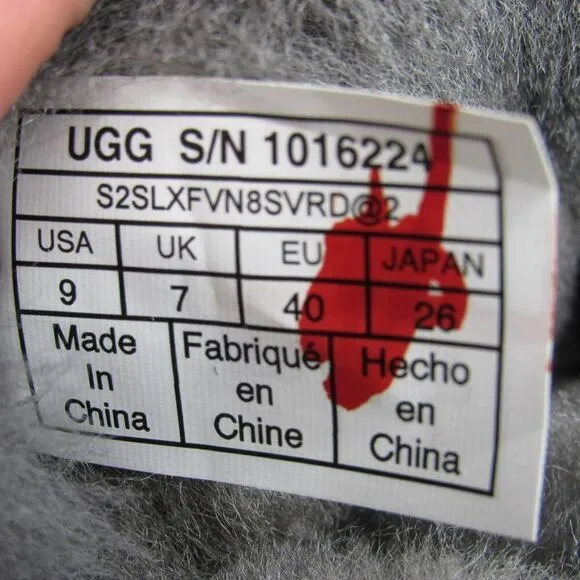 UGG S/N 1016224
S2SLXFVN8SVRD@2
USA UK EU JAPAN
9 7 40 26
Made In China
Fabriqué en Chine
Hecho en China